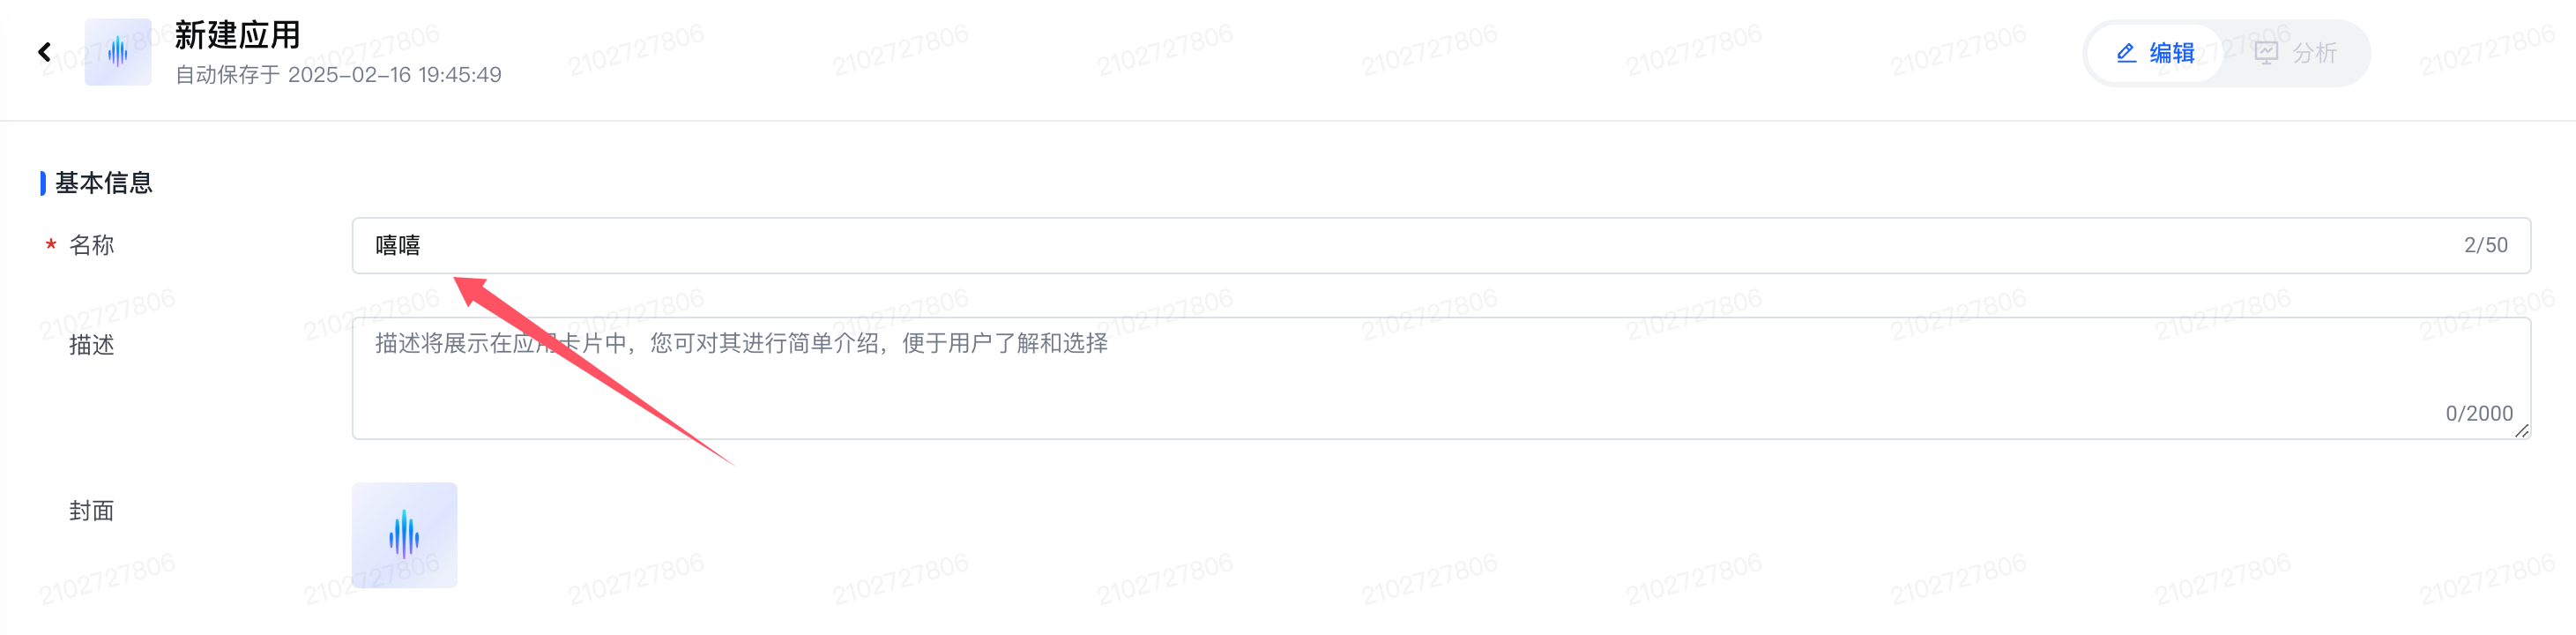 新建应用
自动保存于 2025-02-16 19:45:49
编辑
分析
基本信息
* 名称
嘻嘻
2/50
描述
描述将展示在应用卡片中，您可对其进行简单介绍，便于用户了解和选择
0/2000
封面
2102727806